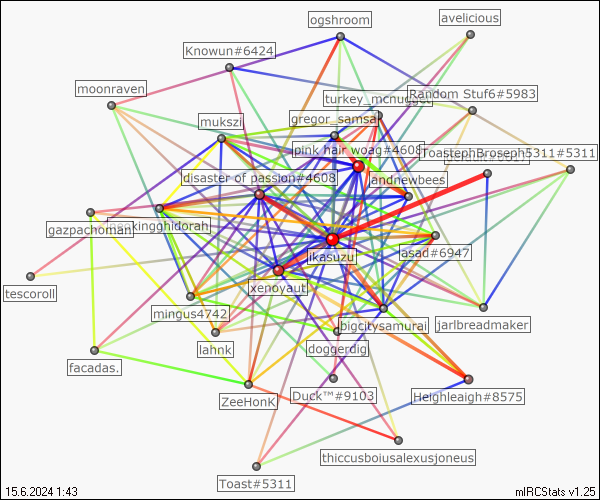 avelicious
ogshroom
Knowun#6424
moonraven
Random Stuf6#5983
turkey_mcnugget
gregor_samsa
mukszi
pink hair woag#4608
ToastephBroseph5311#5311
disaster of passion#4608
andnewbees
kingghidorah
gazpachoman
asad#6947
ikasuzu
xenoyaut
tescoroll
mingus4742
bigcitysamurai
jarlbreadmaker
lahnk
doggerdig
facadas.
ZeeHonK
Duck™#9103
Heighleigh#8575
thiccusboiusalexusjoneus
Toast#5311
15.6.2024 1:43
mIRCStats v1.25